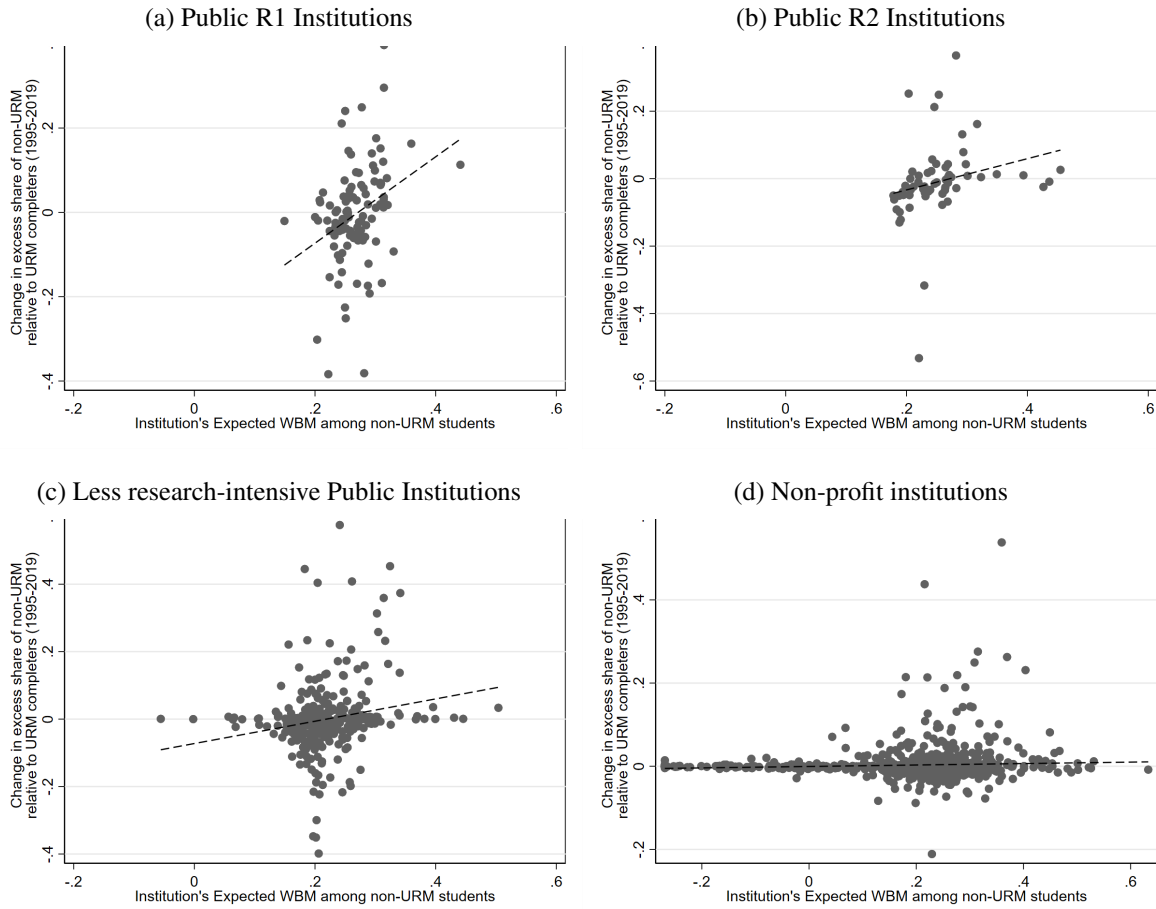 (a) Public R1 Institutions
Change in excess share of non-URM
relative to URM completers (1995-2019)
.2
0
-.2
-.4
-.2
0
.2
.4
.6
Institution's Expected WBM among non-URM students
(b) Public R2 Institutions
Change in excess share of non-URM
relative to URM completers (1995-2019)
.2
0
-.2
-.4
-.6
-.2
0
.2
.4
.6
Institution's Expected WBM among non-URM students
(c) Less research-intensive Public Institutions
Change in excess share of non-URM
relative to URM completers (1995-2019)
.4
.2
0
-.2
-.4
-.2
0
.2
.4
.6
Institution's Expected WBM among non-URM students
(d) Non-profit institutions
Change in excess share of non-URM
relative to URM completers (1995-2019)
.4
.2
0
-.2
-.2
0
.2
.4
.6
Institution's Expected WBM among non-URM students